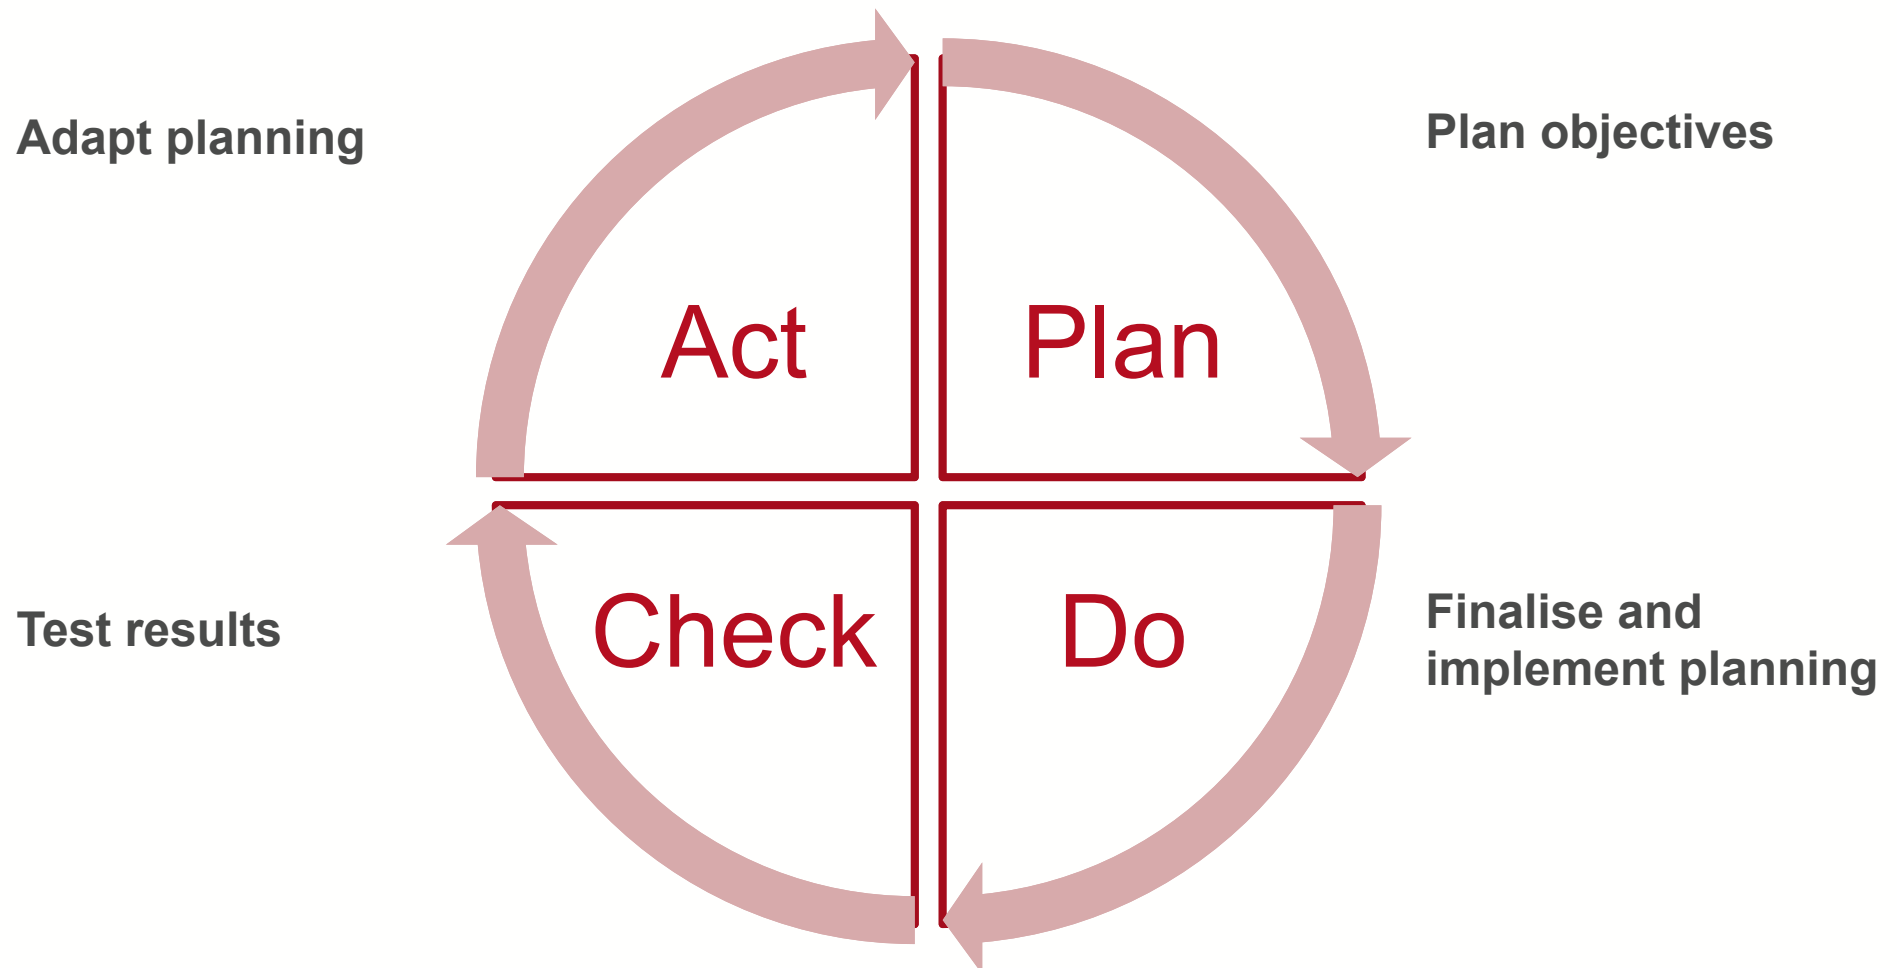 Adapt planning
Plan objectives
Act
Plan
Check
Do
Test results
Finalise and
implement planning